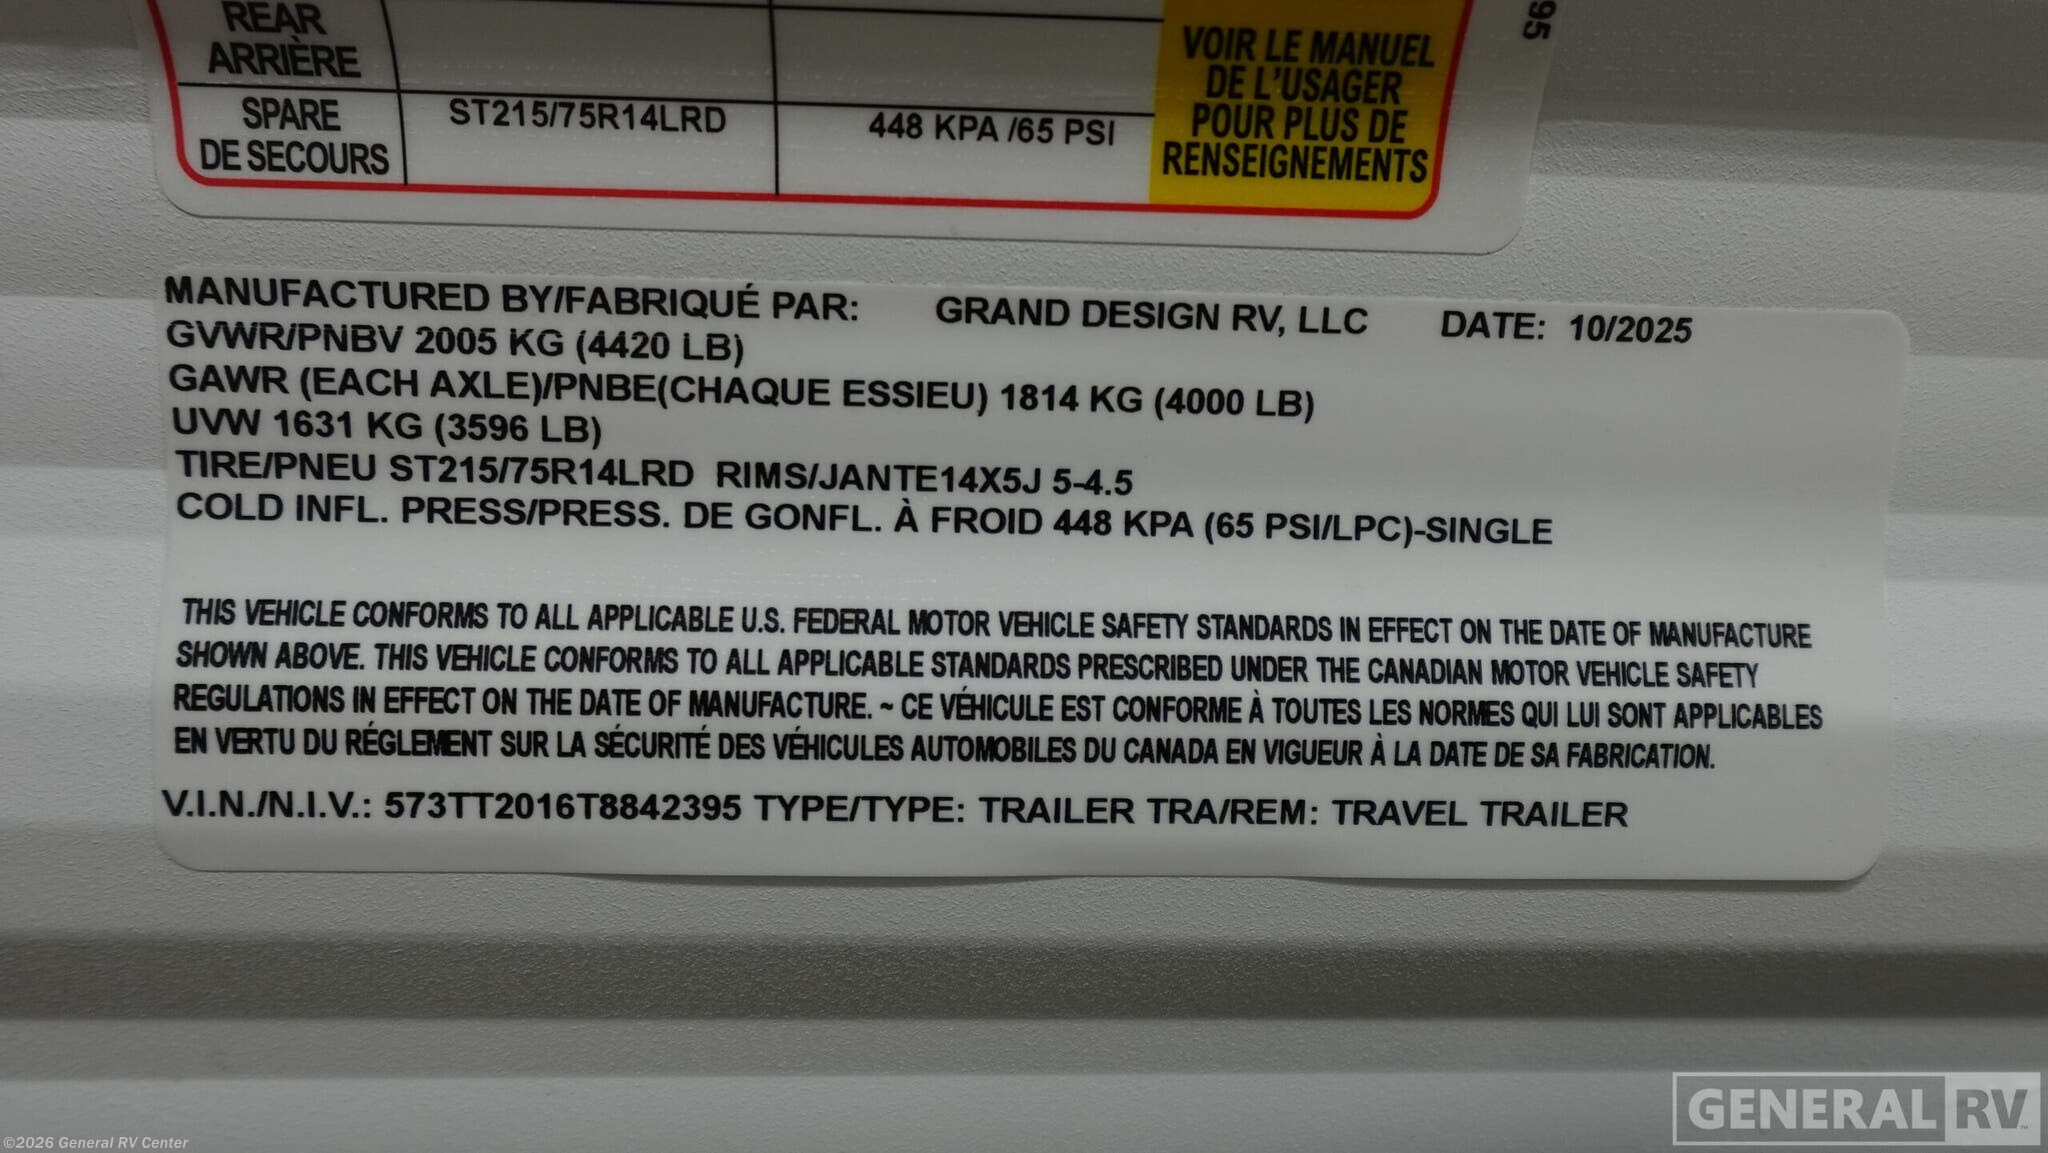 REAR
ARRIÈRE
SPARE
DE SECOURS
ST215/75R14LRD
448 KPA /65 PSI
VOIR LE MANUEL
DE L'USAGER
POUR PLUS DE
RENSEIGNEMENTS
95
MANUFACTURED BY/FABRIQUÉ PAR: GRAND DESIGN RV, LLC DATE: 10/2025
GVWR/PNBV 2005 KG (4420 LB)
GAWR (EACH AXLE)/PNBE(CHAQUE ESSIEU) 1814 KG (4000 LB)
UVW 1631 KG (3596 LB)
TIRE/PNEU ST215/75R14LRD RIMS/JANTE14X5J 5-4.5
COLD INFL. PRESS/PRESS. DE GONFL. À FROID 448 KPA (65 PSI/LPC)-SINGLE
THIS VEHICLE CONFORMS TO ALL APPLICABLE U.S. FEDERAL MOTOR VEHICLE SAFETY STANDARDS IN EFFECT ON THE DATE OF MANUFACTURE
SHOWN ABOVE. THIS VEHICLE CONFORMS TO ALL APPLICABLE STANDARDS PRESCRIBED UNDER THE CANADIAN MOTOR VEHICLE SAFETY
REGULATIONS IN EFFECT ON THE DATE OF MANUFACTURE. ~ CE VÉHICULE EST CONFORME À TOUTES LES NORMES QUI LUI SONT APPLICABLES
EN VERTU DU RÉGLEMENT SUR LA SÉCURITÉ DES VÉHICULES AUTOMOBILES DU CANADA EN VIGUEUR À LA DATE DE SA FABRICATION.
V.I.N./N.I.V.: 573TT2016T8842395 TYPE/TYPE: TRAILER TRA/REM: TRAVEL TRAILER
GENERAL RV
©2026 General RV Center